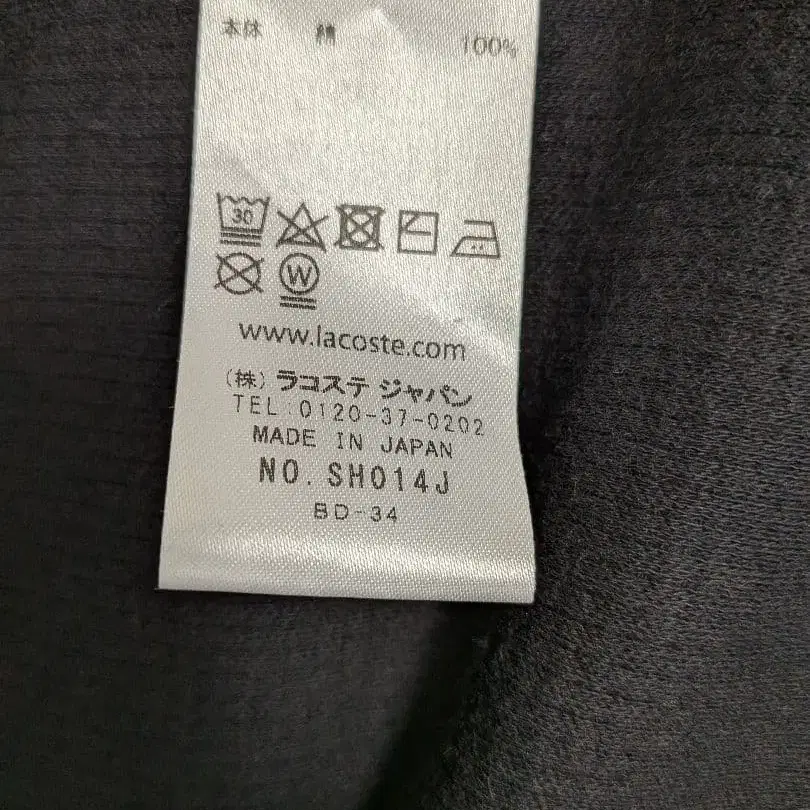 本体 綿 100%
30
W
www.lacoste.com
(株) ラコステ ジャパン
TEL:0120-37-0202
MADE IN JAPAN
NO. SH014J
BD-34